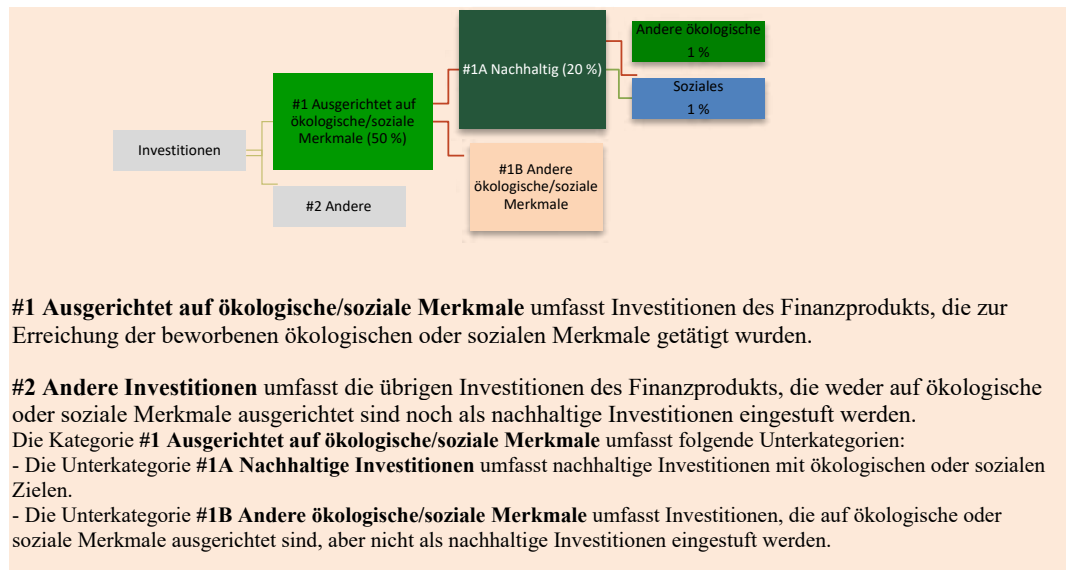 Andere ökologische
1 %
#1A Nachhaltig (20 %)
Soziales
1 %
#1 Ausgerichtet auf
ökologische/soziale
Merkmale (50 %)
Investitionen
#1B Andere
ökologische/soziale
Merkmale
#2 Andere
#1 Ausgerichtet auf ökologische/soziale Merkmale umfasst Investitionen des Finanzprodukts, die zur
Erreichung der beworbenen ökologischen oder sozialen Merkmale getätigt wurden.
#2 Andere Investitionen umfasst die übrigen Investitionen des Finanzprodukts, die weder auf ökologische
oder soziale Merkmale ausgerichtet sind noch als nachhaltige Investitionen eingestuft werden.
Die Kategorie #1 Ausgerichtet auf ökologische/soziale Merkmale umfasst folgende Unterkategorien:
- Die Unterkategorie #1A Nachhaltige Investitionen umfasst nachhaltige Investitionen mit ökologischen oder sozialen
Zielen.
- Die Unterkategorie #1B Andere ökologische/soziale Merkmale umfasst Investitionen, die auf ökologische oder
soziale Merkmale ausgerichtet sind, aber nicht als nachhaltige Investitionen eingestuft werden.